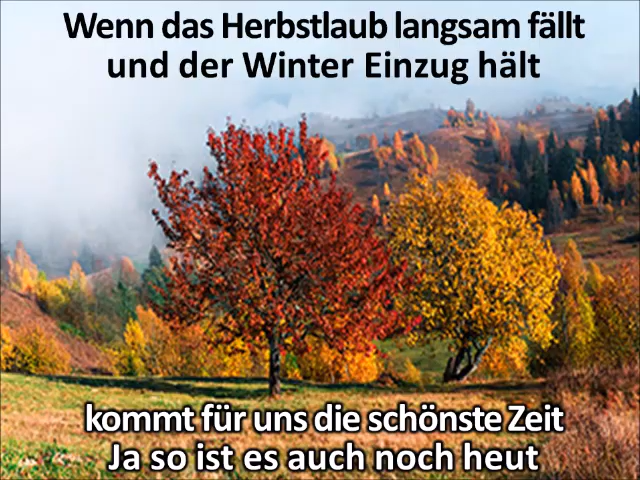 Wenn das Herbstlaub langsam fällt
und der Winter Einzug hält
kommt für uns die schönste Zeit
Ja so ist es auch noch heut